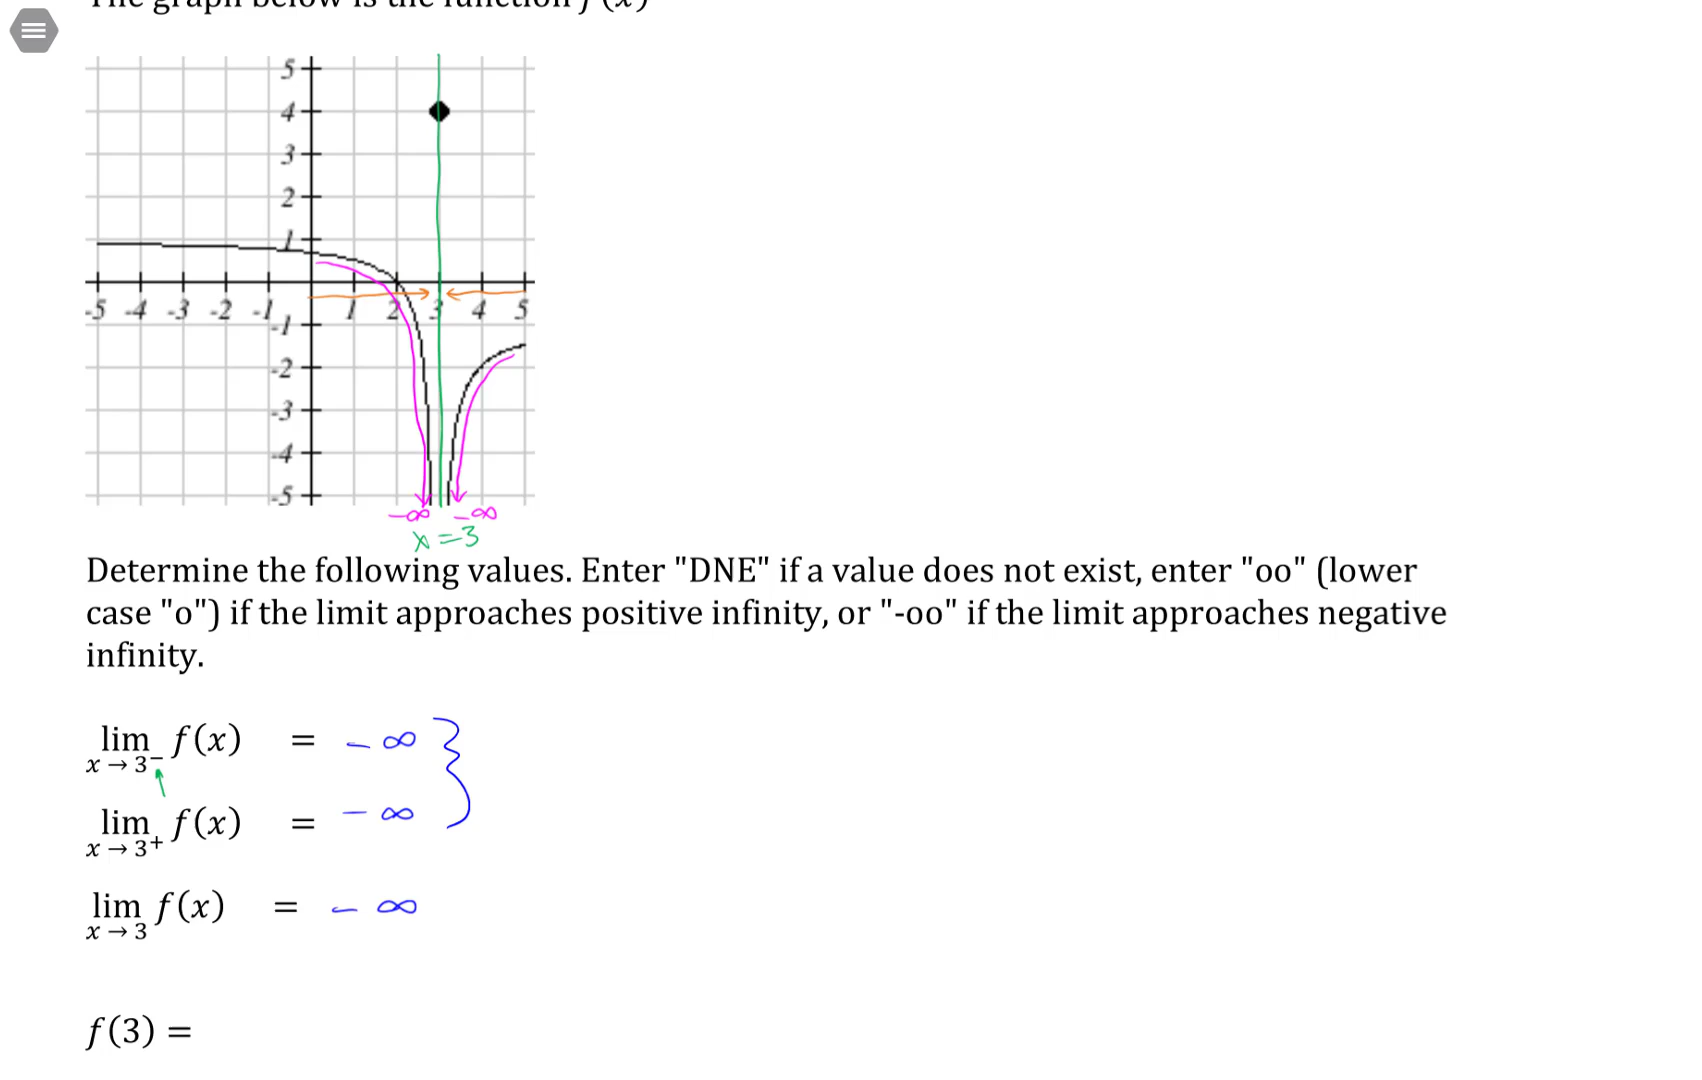 The graph below is the function f(x)
5
4
3
2
1
-5 -4 -3 -2 -1 1 2 3 4 5
-1
-2
-3
-4
-5
-∞ -∞
x = 3
Determine the following values. Enter "DNE" if a value does not exist, enter "oo" (lower
case "o") if the limit approaches positive infinity, or "-oo" if the limit approaches negative
infinity.
lim f(x) = - ∞
x → 3⁻
lim f(x) = - ∞
x → 3⁺
lim f(x) = - ∞
x → 3
f(3) =